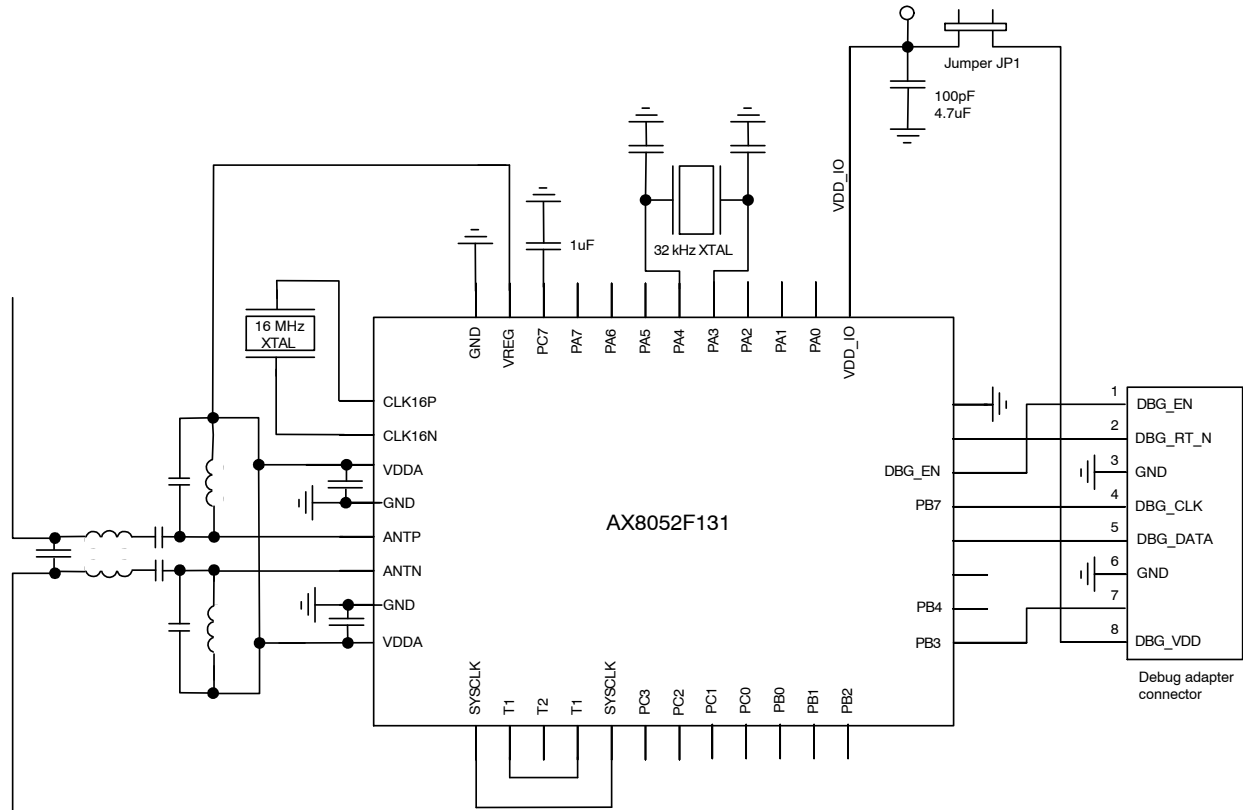 Jumper JP1
100pF
4.7uF
VDD_IO
1uF
32 kHz XTAL
16 MHz
XTAL
GND
VREG
PC7
PA7
PA6
PA5
PA4
PA3
PA2
PA1
PA0
VDD_IO
CLK16P
CLK16N
VDDA
GND
ANTP
ANTN
GND
VDDA
AX8052F131
DBG_EN
PB7
PB4
PB3
SYSCLK
T1
T2
T1
SYSCLK
PC3
PC2
PC1
PC0
PB0
PB1
PB2
1
DBG_EN
2
DBG_RT_N
3
GND
4
DBG_CLK
5
DBG_DATA
6
GND
7
8
DBG_VDD
Debug adapter
connector